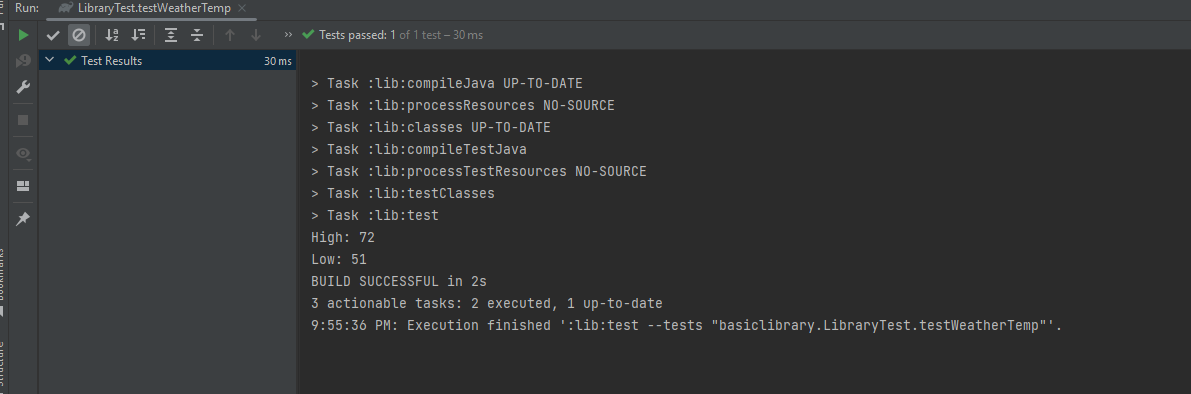 Run: LibraryTest.testWeatherTemp
Tests passed: 1 of 1 test – 30 ms
Test Results 30 ms
> Task :lib:compileJava UP-TO-DATE
> Task :lib:processResources NO-SOURCE
> Task :lib:classes UP-TO-DATE
> Task :lib:compileTestJava
> Task :lib:processTestResources NO-SOURCE
> Task :lib:testClasses
> Task :lib:test
High: 72
Low: 51
BUILD SUCCESSFUL in 2s
3 actionable tasks: 2 executed, 1 up-to-date
9:55:36 PM: Execution finished ':lib:test --tests "basiclibrary.LibraryTest.testWeatherTemp"'.